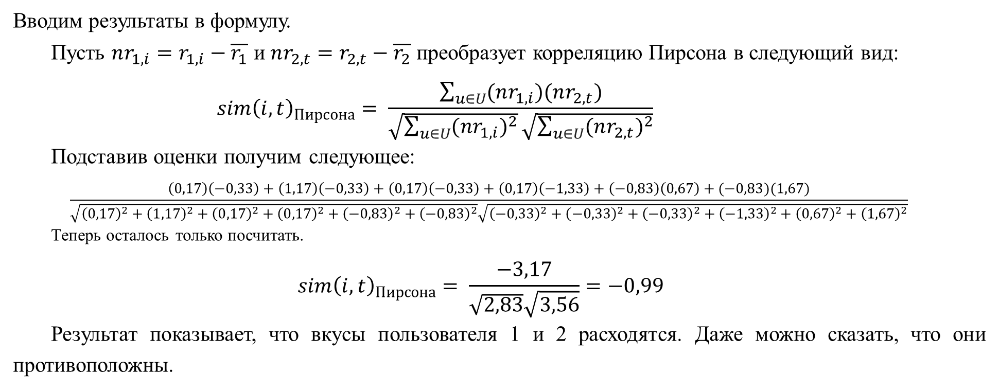 Вводим результаты в формулу.
Пусть $nr_{1,i} = r_{1,i} - \overline{r_1}$ и $nr_{2,t} = r_{2,t} - \overline{r_2}$ преобразует корреляцию Пирсона в следующий вид:
$sim(i,t)_{\text{Пирсона}} = \frac{\sum_{u \in U}(nr_{1,i})(nr_{2,t})}{\sqrt{\sum_{u \in U}(nr_{1,i})^2}\sqrt{\sum_{u \in U}(nr_{2,t})^2}}$
Подставив оценки получим следующее:
$\frac{(0,17)(-0,33)+(1,17)(-0,33)+(0,17)(-0,33)+(0,17)(-1,33)+(-0,83)(0,67)+(-0,83)(1,67)}{\sqrt{(0,17)^2+(1,17)^2+(0,17)^2+(0,17)^2+(-0,83)^2+(-0,83)^2}\sqrt{(-0,33)^2+(-0,33)^2+(-0,33)^2+(-1,33)^2+(0,67)^2+(1,67)^2}}$
Теперь осталось только посчитать.
$sim(i,t)_{\text{Пирсона}} = \frac{-3,17}{\sqrt{2,83}\sqrt{3,56}} = -0,99$
Результат показывает, что вкусы пользователя 1 и 2 расходятся. Даже можно сказать, что они
противоположны.